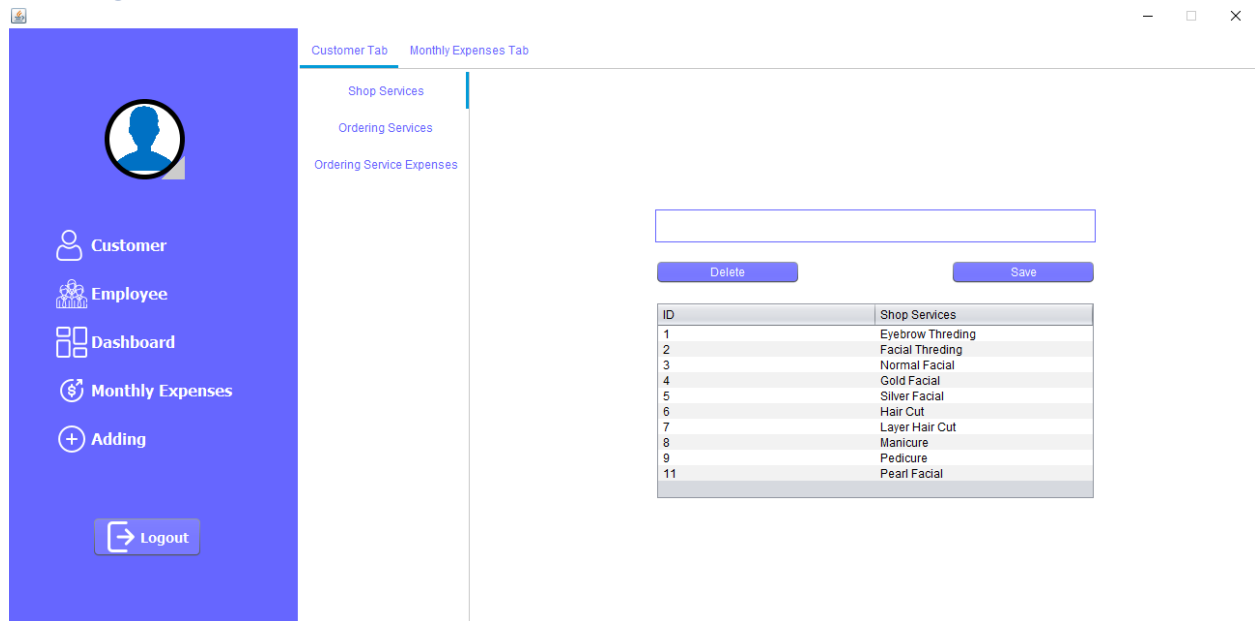 Customer Tab Monthly Expenses Tab
Shop Services
Ordering Services
Ordering Service Expenses
Customer
Employee
Dashboard
Monthly Expenses
Adding
Logout
Delete Save
ID Shop Services
1 Eyebrow Threding
2 Facial Threding
3 Normal Facial
4 Gold Facial
5 Silver Facial
6 Hair Cut
7 Layer Hair Cut
8 Manicure
9 Pedicure
11 Pearl Facial